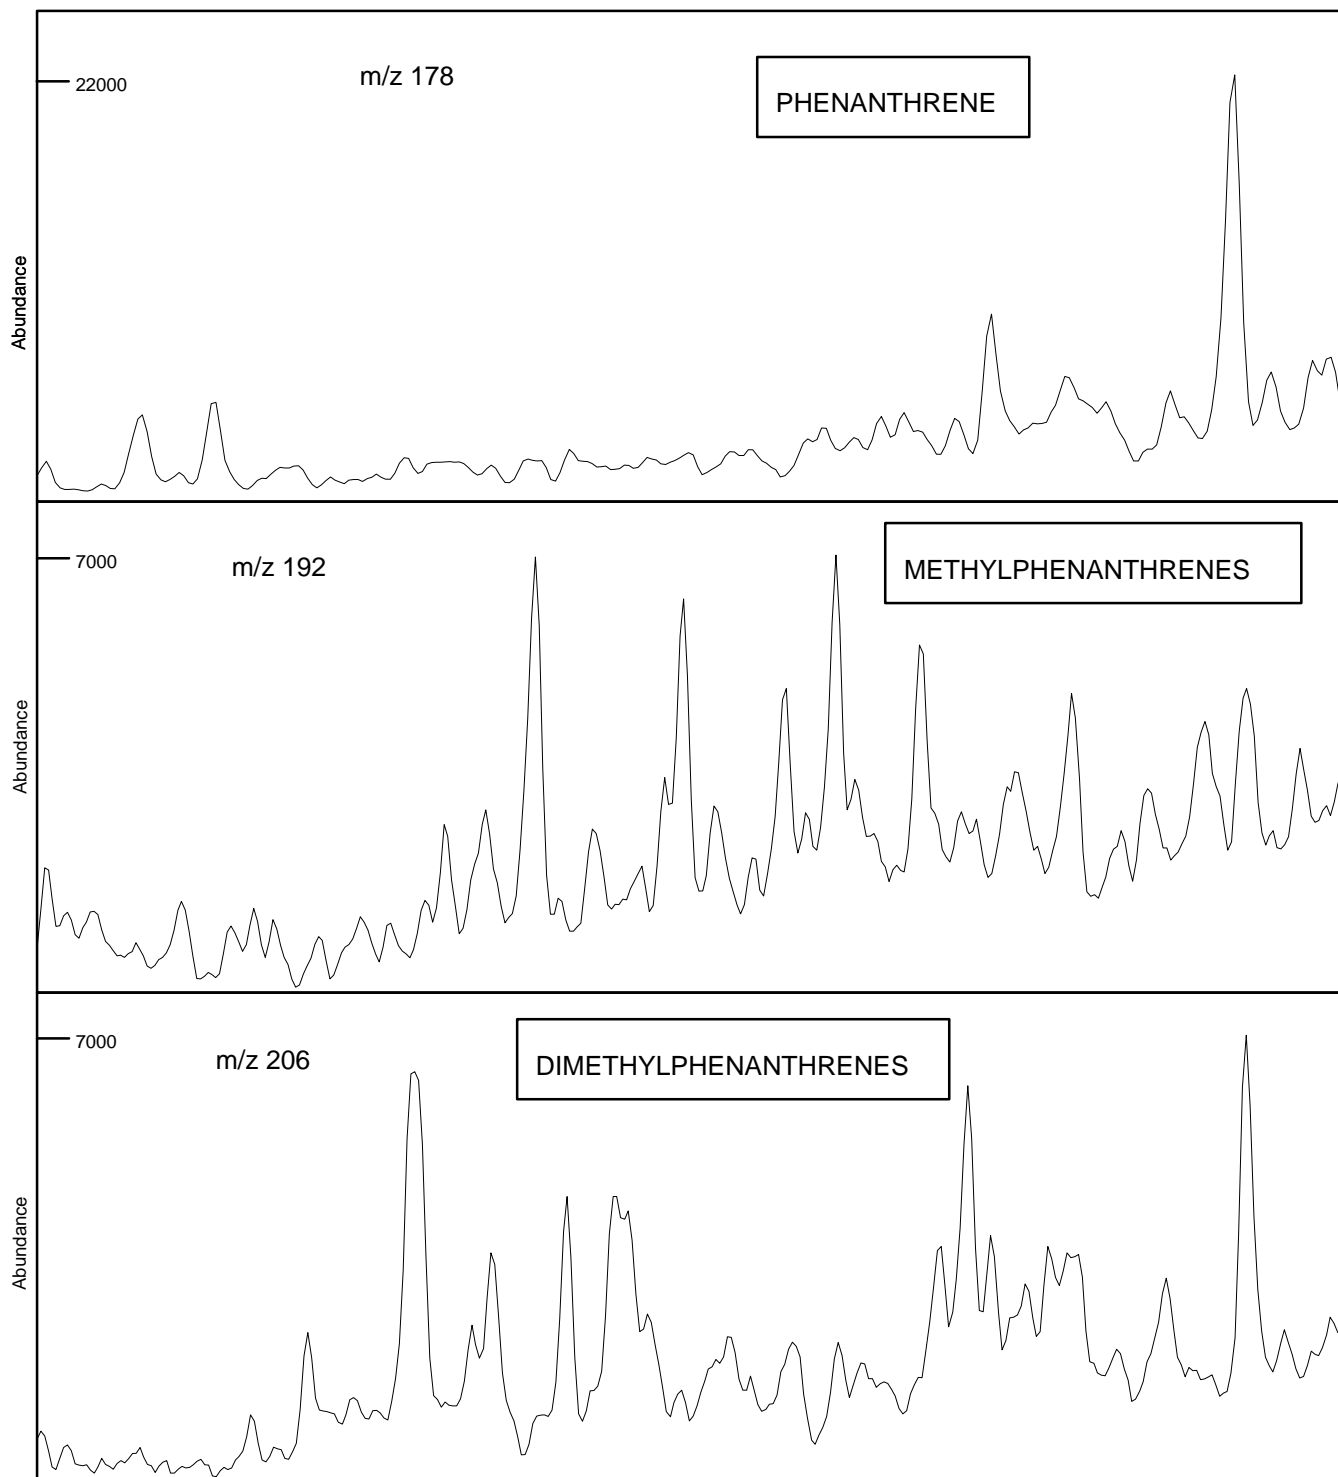 22000
m/z 178
PHENANTHRENE
Abundance
7000
m/z 192
METHYLPHENANTHRENES
Abundance
7000
m/z 206
DIMETHYLPHENANTHRENES
Abundance